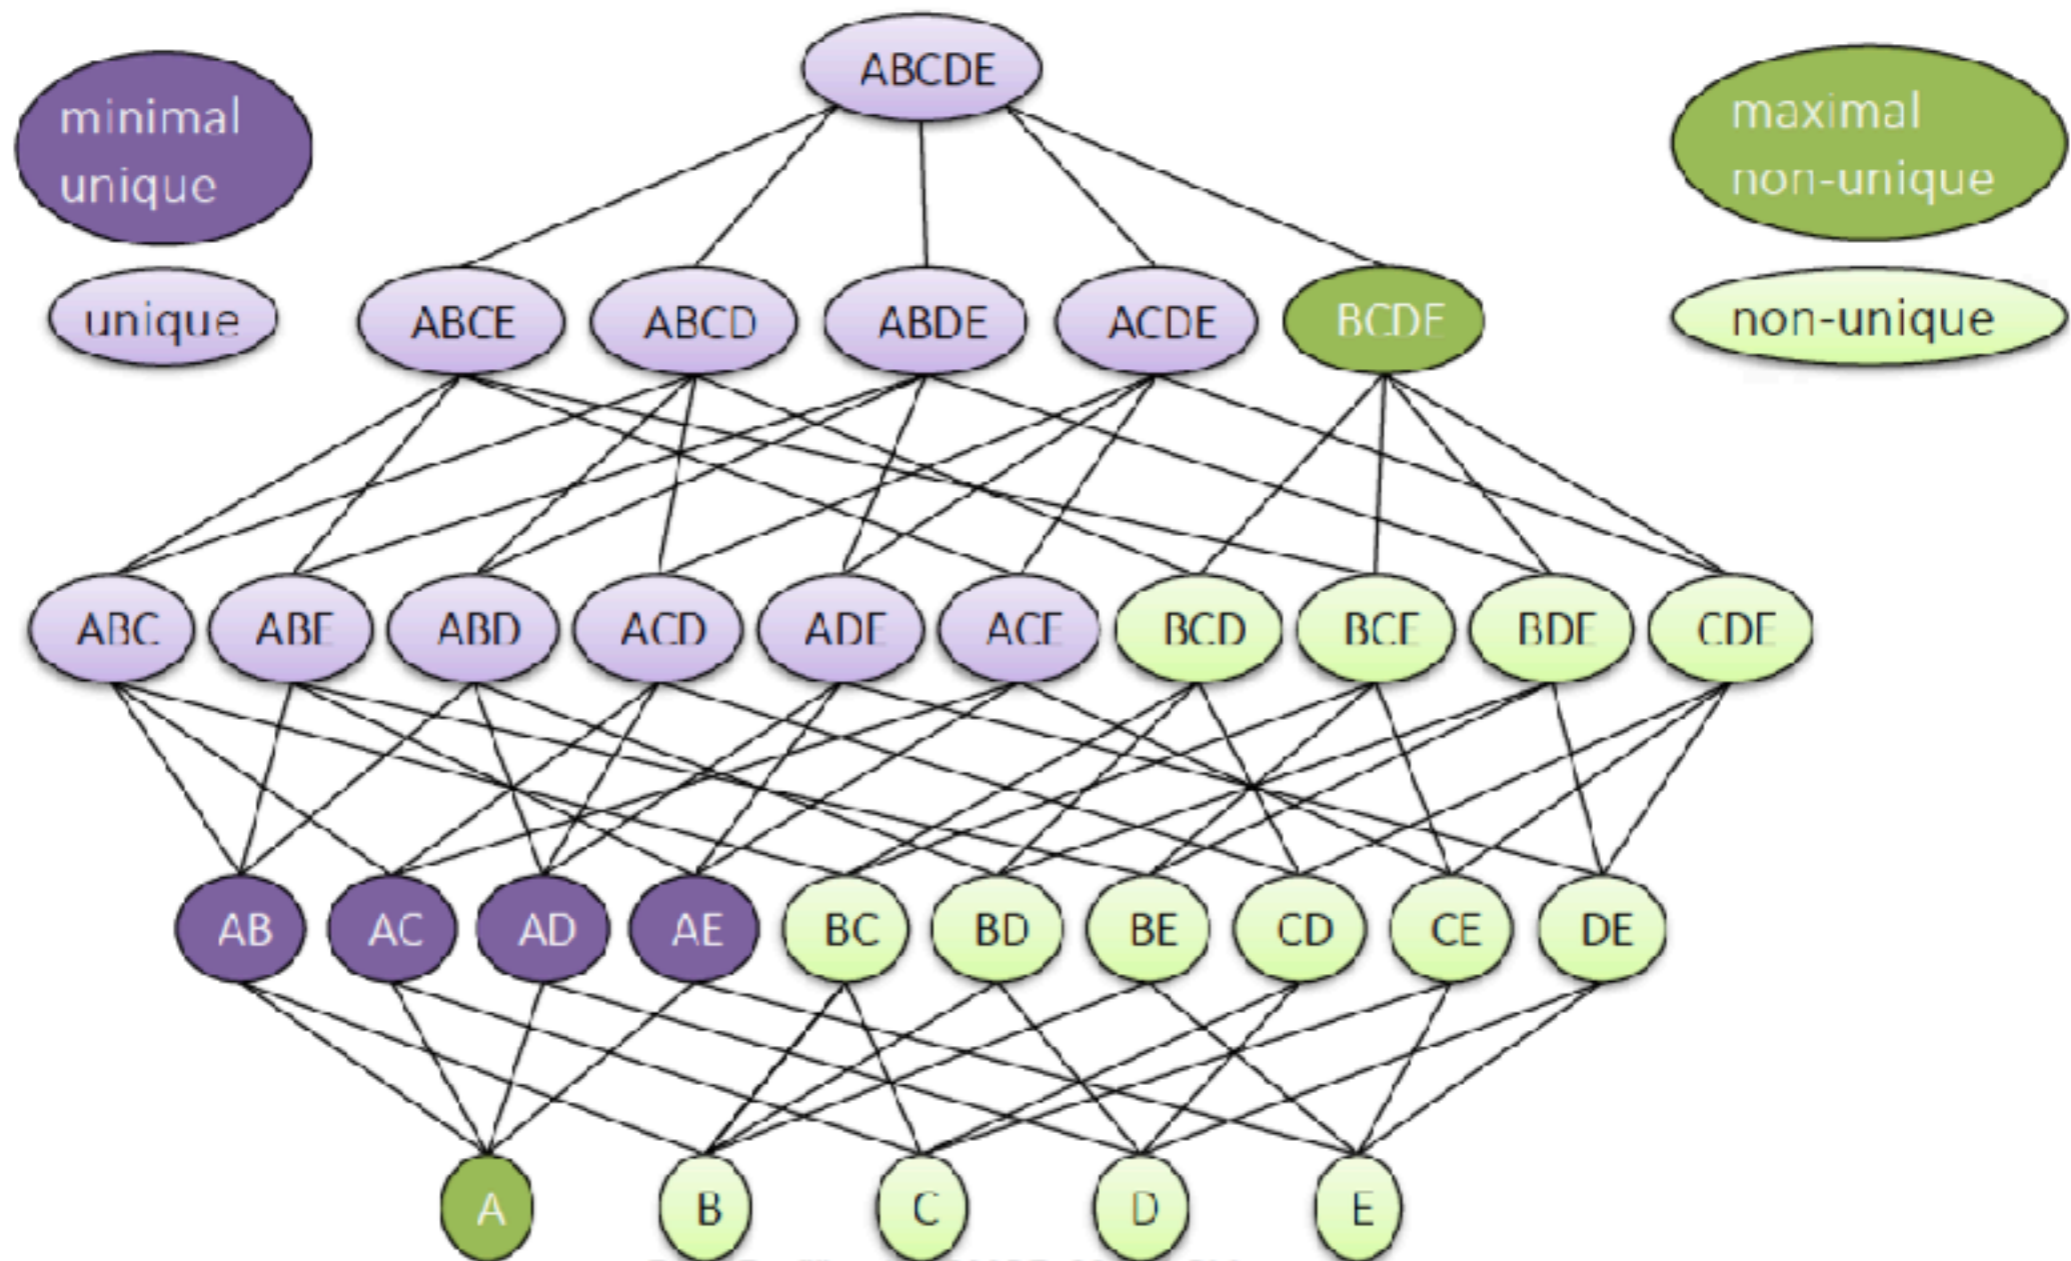 ABCDE
minimal
unique
maximal
non-unique
unique
ABCE
ABCD
ABDE
ACDE
BCDE
non-unique
ABC
ABE
ABD
ACD
ADE
ACE
BCD
BCE
BDE
CDE
AB
AC
AD
AE
BC
BD
BE
CD
CE
DE
A
B
C
D
E